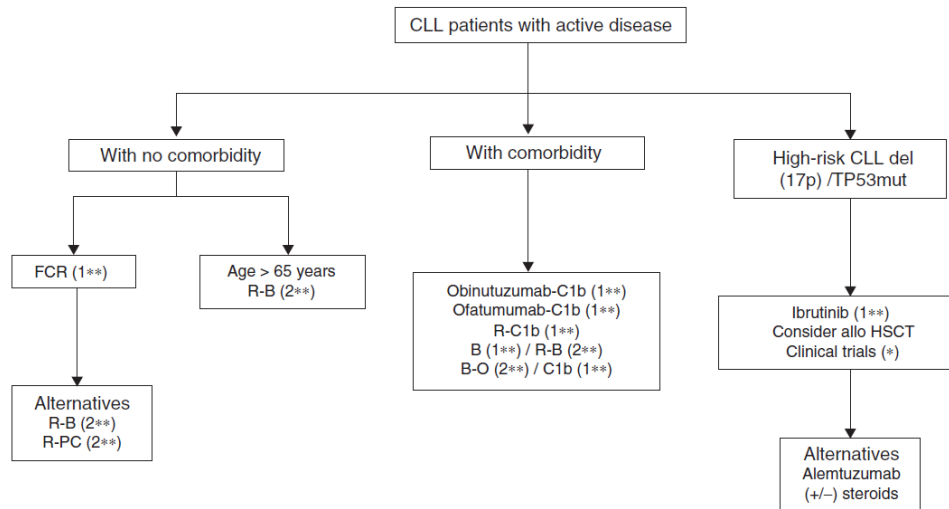 CLL patients with active disease
With no comorbidity
With comorbidity
High-risk CLL del
(17p) /TP53mut
FCR (1**)
Age > 65 years
R-B (2**)
Obinutuzumab-C1b (1**)
Ofatumumab-C1b (1**)
R-C1b (1**)
B (1**) / R-B (2**)
B-O (2**) / C1b (1**)
Ibrutinib (1**)
Consider allo HSCT
Clinical trials (*)
Alternatives
R-B (2**)
R-PC (2**)
Alternatives
Alemtuzumab
(+/−) steroids